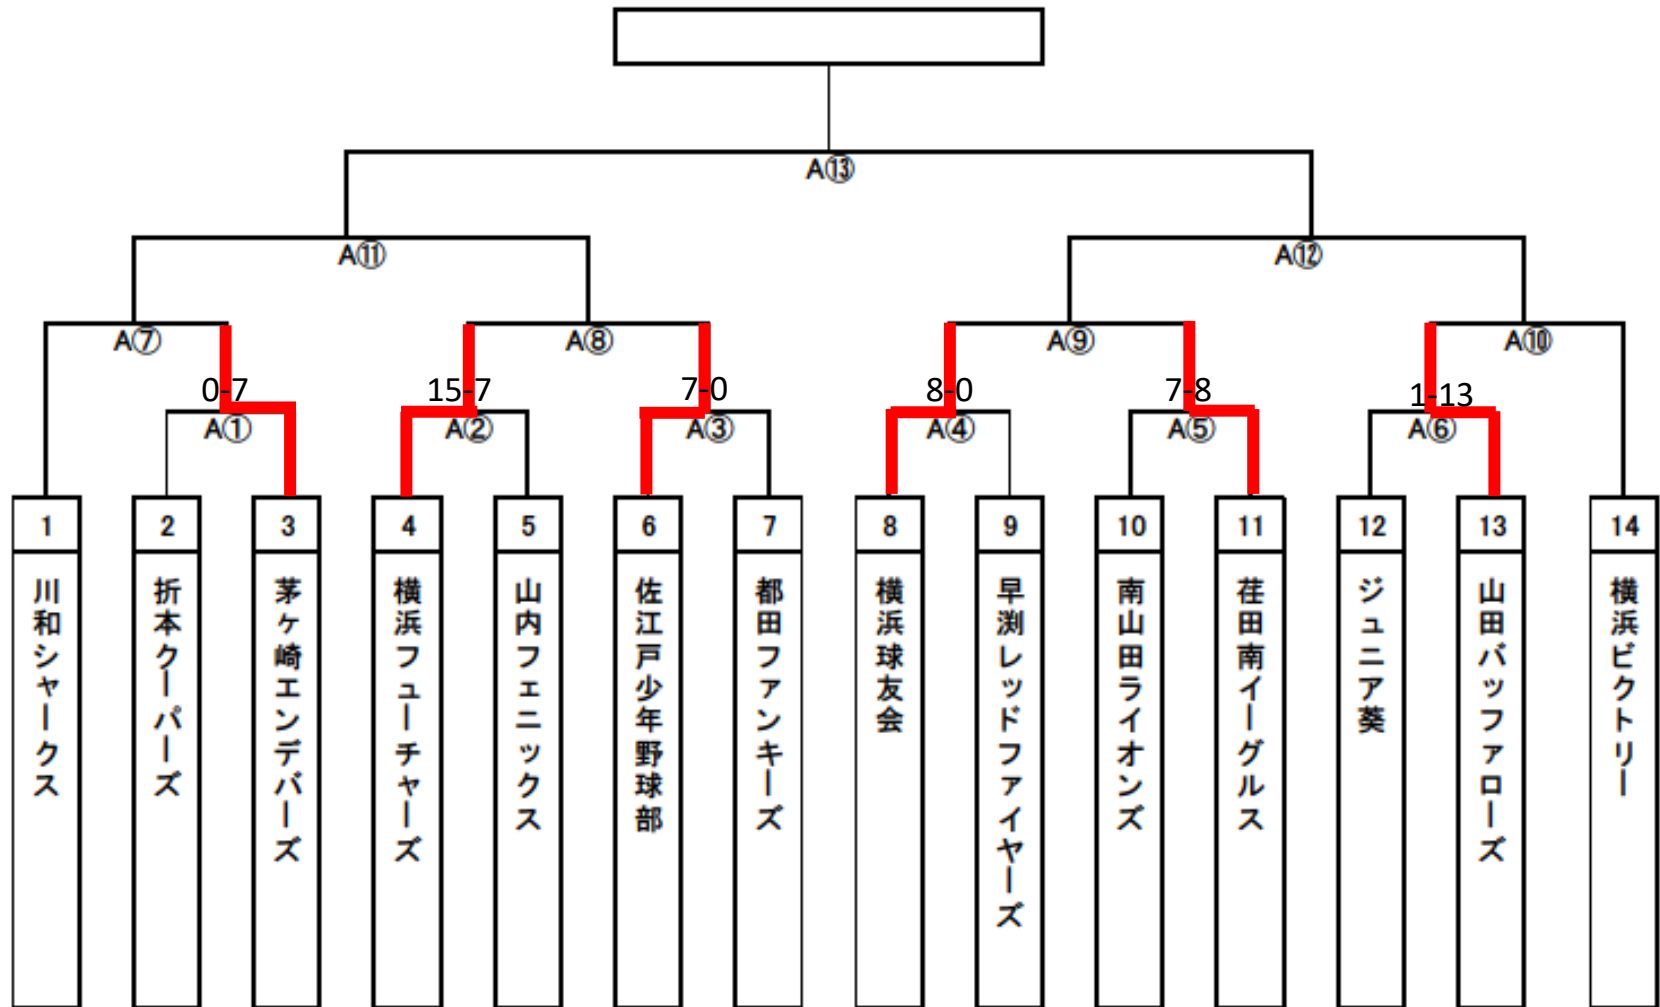 A⑬
A⑪
A⑫
A⑦
A⑧
A⑨
A⑩
0-7
15-7
7-0
8-0
7-8
1-13
A①
A②
A③
A④
A⑤
A⑥
1
2
3
4
5
6
7
8
9
10
11
12
13
14
川和シャークス
折本クーパーズ
茅ヶ崎エンデバーズ
横浜フューチャーズ
山内フェニックス
佐江戸少年野球部
都田ファンキーズ
横浜球友会
早渕レッドファイヤーズ
南山田ライオンズ
荏田南イーグルス
ジュニア葵
山田バッファローズ
横浜ビクトリー